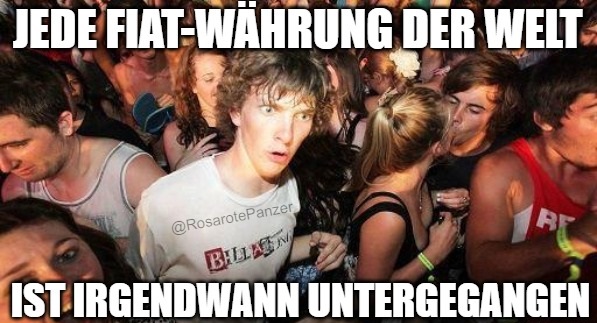 JEDE FIAT-WÄHRUNG DER WELT
@RosarotePanzer
IST IRGENDWANN UNTERGEGANGEN